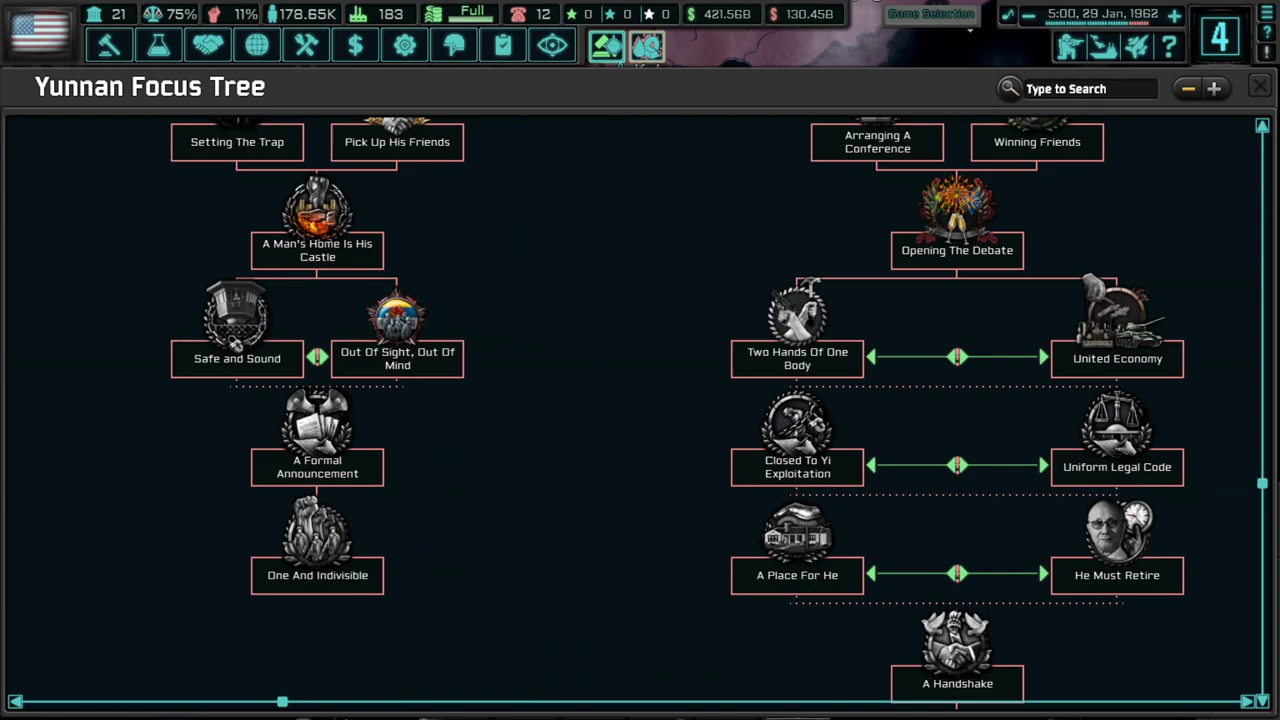 21
75%
11%
178.65K
183
Full
12
0
0
0
$ 421.56B
$ 130.45B
Game Selection
5:00, 29 Jan, 1962
4
Yunnan Focus Tree
Type to Search
Setting The Trap
Pick Up His Friends
Arranging A
Conference
Winning Friends
A Man's Home Is His
Castle
Opening The Debate
Safe and Sound
Out Of Sight, Out Of
Mind
Two Hands Of One
Body
United Economy
A Formal
Announcement
Closed To Yi
Exploitation
Uniform Legal Code
One And Indivisible
A Place For He
He Must Retire
A Handshake